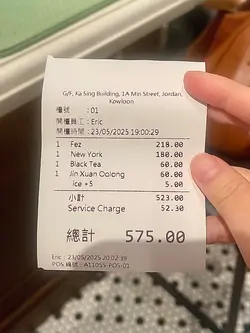 G/F, Ka Sing Building, 1A Min Street, Jordan,
Kowloon
檯號 : 01
開檯員工 : Eric
開檯時間 : 23/05/2025 19:00:29
1 Fez 218.00
1 New York 180.00
1 Black Tea 60.00
1 Jin Xuan Oolong 60.00
ice +5 5.00
小計 523.00
Service Charge 52.30
總計 575.00
Eric : 23/05/2025 20:02:39
POS 編號 : A11055-POS-01